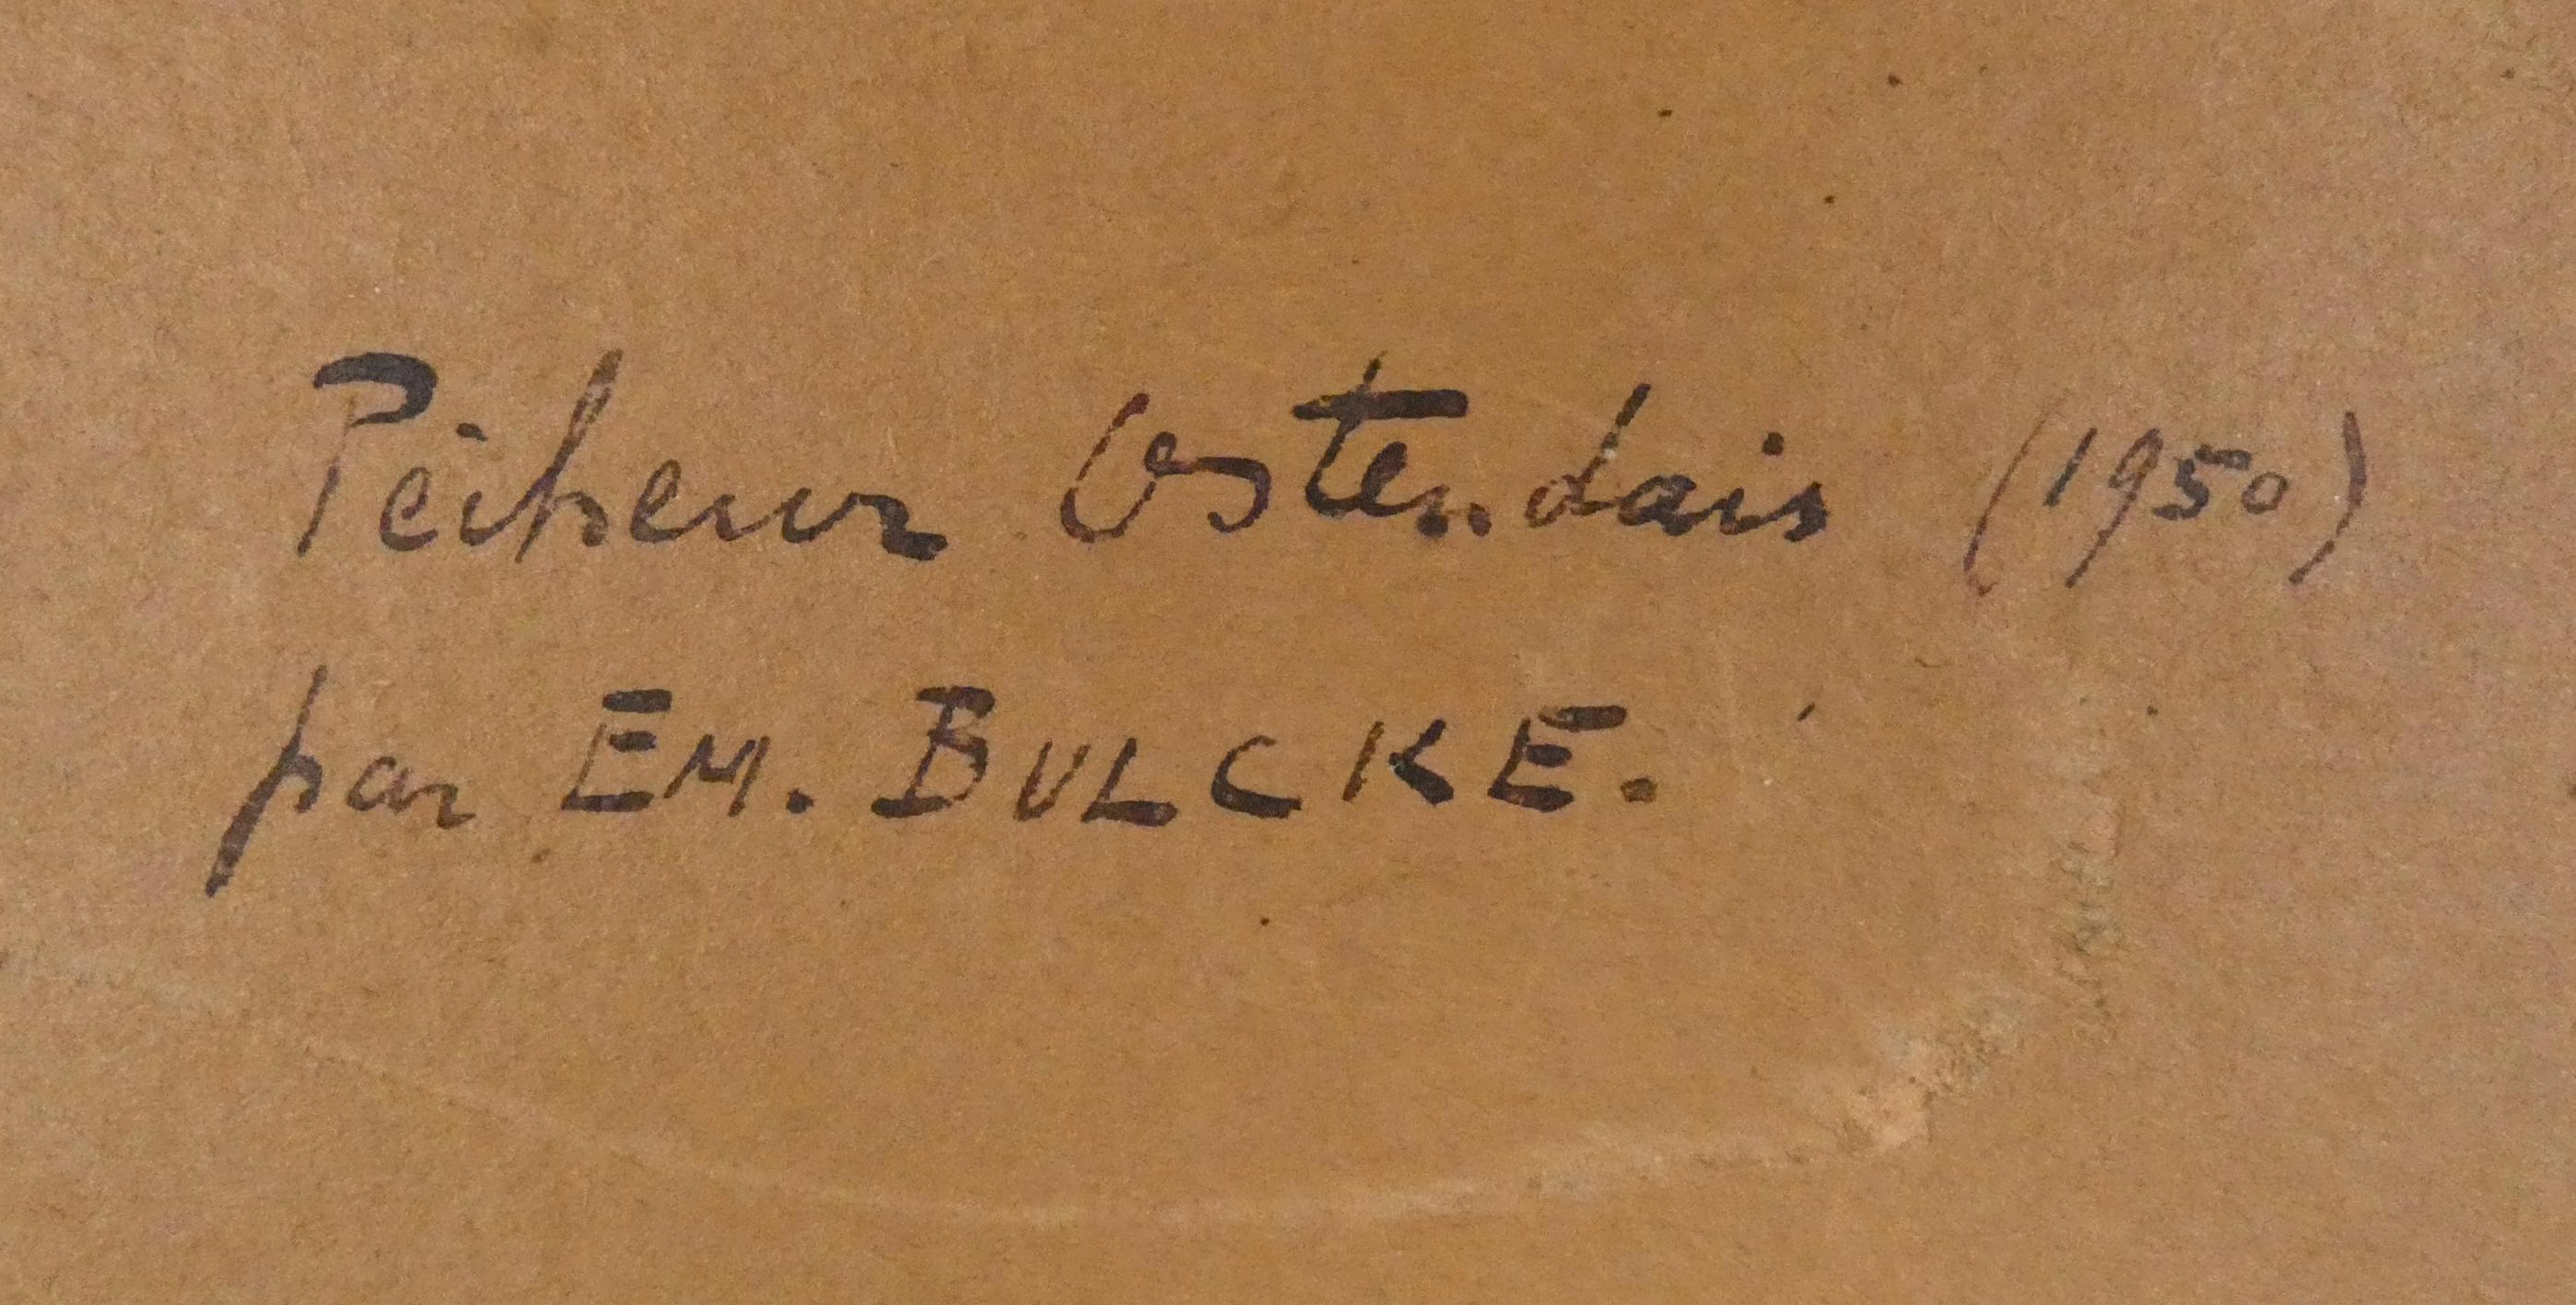 Pêcheur Ostendais (1950)
par EM. BULCKE.